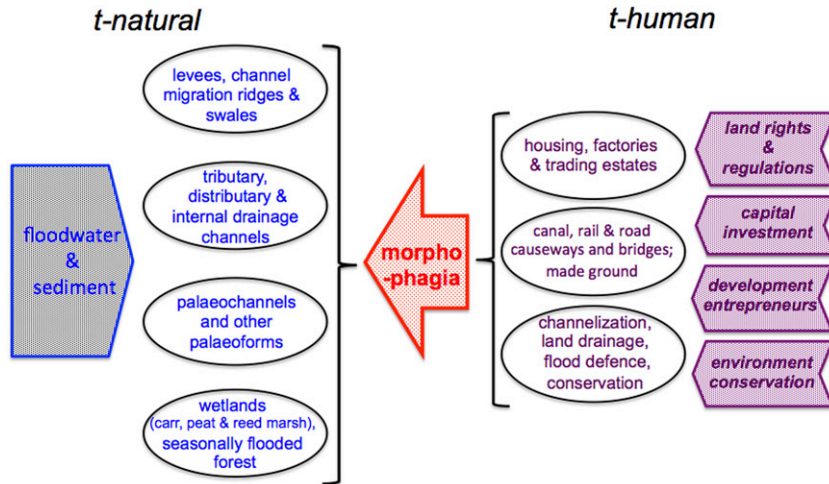 t-natural
t-human
levees, channel
migration ridges &
swales
tributary,
distributary &
internal drainage
channels
palaeochannels
and other
palaeoforms
wetlands
(carr, peat & reed marsh),
seasonally flooded
forest
floodwater
&
sediment
morpho
-phagia
housing, factories
& trading estates
canal, rail & road
causeways and bridges;
made ground
channelization,
land drainage,
flood defence,
conservation
land rights
&
regulations
capital
investment
development
entrepreneurs
environment
conservation